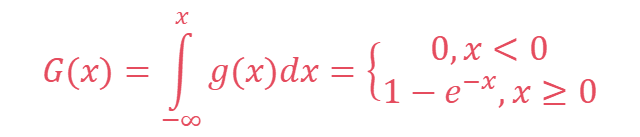 G(x) = ∫_{-∞}^{x} g(x)dx = { 0, x < 0
1 − e^{−x}, x ≥ 0